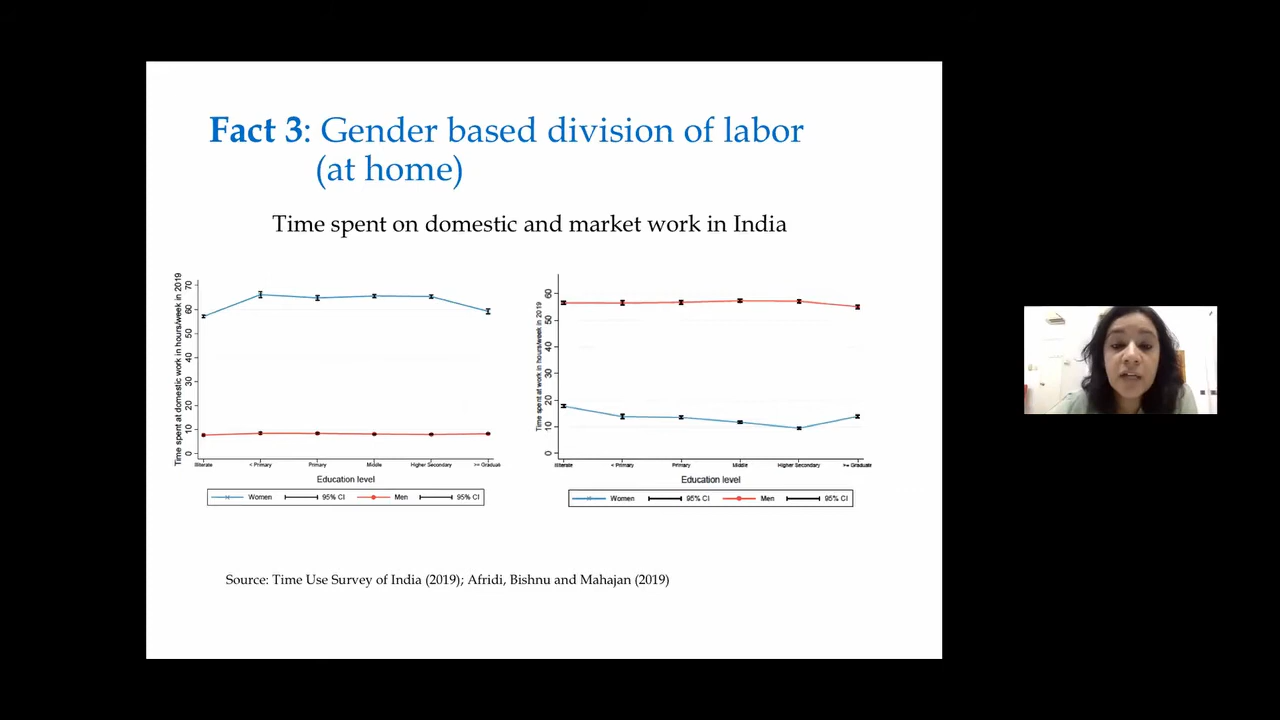 Fact 3: Gender based division of labor
(at home)
Time spent on domestic and market work in India
Time spent at domestic work in hours/week in 2019
70
60
50
40
30
20
10
0
Illiterate
< Primary
Primary
Middle
Higher Secondary
>= Graduate
Education level
Women
95% CI
Men
95% CI
Time spent at work in hours/week in 2019
60
50
40
30
20
10
0
Illiterate
< Primary
Primary
Middle
Higher Secondary
>= Graduate
Education level
Women
95% CI
Men
95% CI
Source: Time Use Survey of India (2019); Afridi, Bishnu and Mahajan (2019)